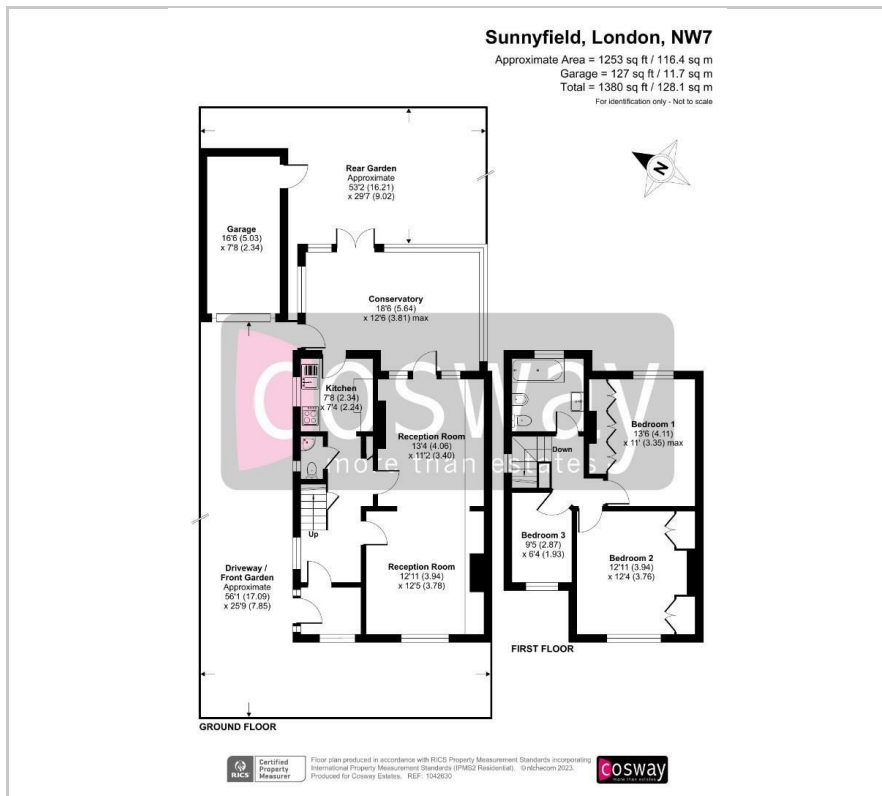 Sunnyfield, London, NW7
Approximate Area = 1253 sq ft / 116.4 sq m
Garage = 127 sq ft / 11.7 sq m
Total = 1380 sq ft / 128.1 sq m
For identification only - Not to scale
N
Rear Garden
Approximate
53'2 (16.21)
x 29'7 (9.02)
Garage
16'6 (5.03)
x 7'8 (2.34)
Conservatory
18'6 (5.64)
x 12'6 (3.81) max
cosway
more than estates
Kitchen
7'8 (2.34)
x 7'4 (2.24)
Reception Room
13'4 (4.06)
x 11'2 (3.40)
Bedroom 1
13'6 (4.11)
x 11' (3.35) max
Down
Up
Bedroom 3
9'5 (2.87)
x 6'4 (1.93)
Bedroom 2
12'11 (3.94)
x 12'4 (3.76)
Driveway /
Front Garden
Approximate
56'1 (17.09)
x 25'9 (7.85)
Reception Room
12'11 (3.94)
x 12'5 (3.78)
FIRST FLOOR
GROUND FLOOR
RICS
Certified
Property
Measurer
Floor plan produced in accordance with RICS Property Measurement Standards incorporating
International Property Measurement Standards (IPMS2 Residential). ©nichecom 2023.
Produced for Cosway Estates. REF: 1042630
cosway
more than estates